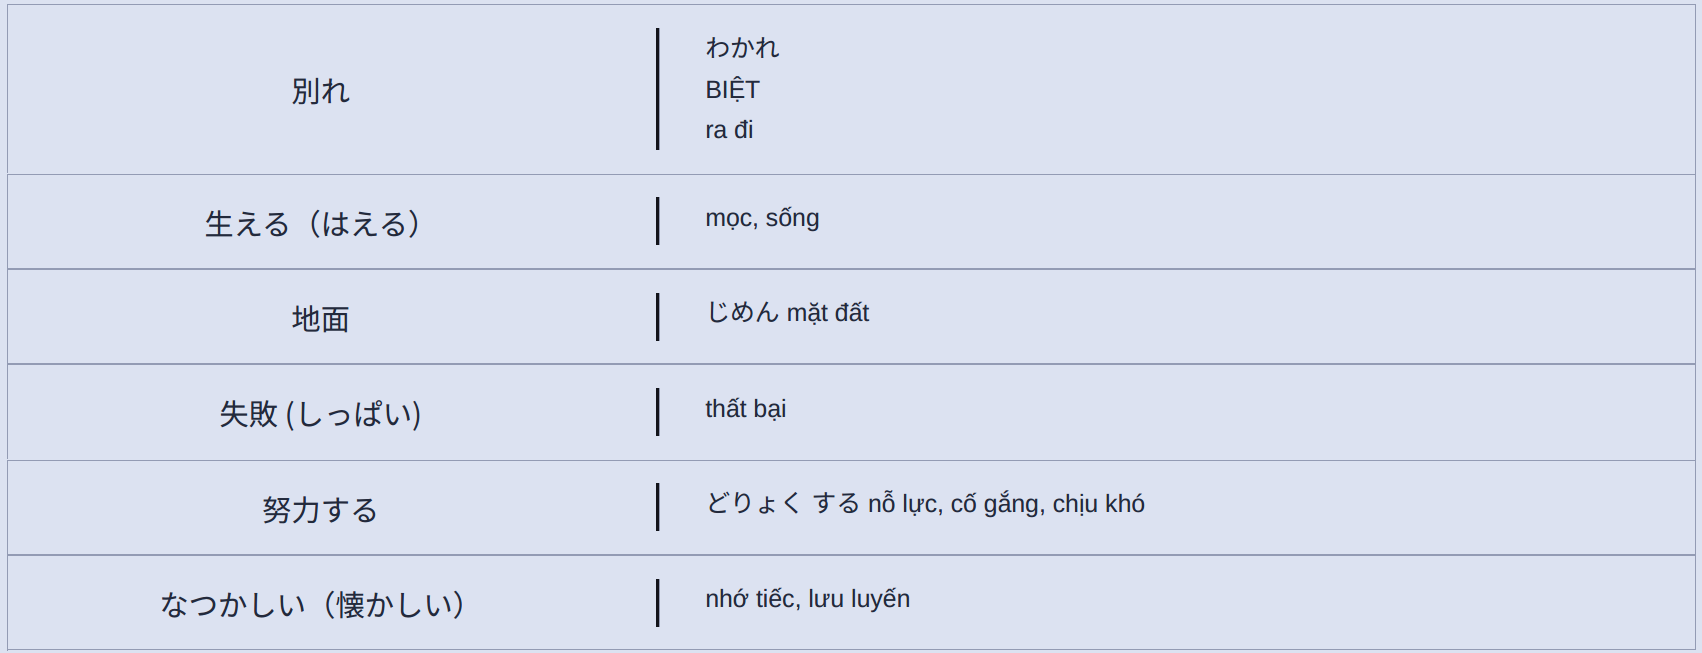 別れ
わかれ
BIỆT
ra đi
生える（はえる）
mọc, sống
地面
じめん mặt đất
失敗 (しっぱい)
thất bại
努力する
どりょく する nỗ lực, cố gắng, chịu khó
なつかしい（懐かしい）
nhớ tiếc, lưu luyến